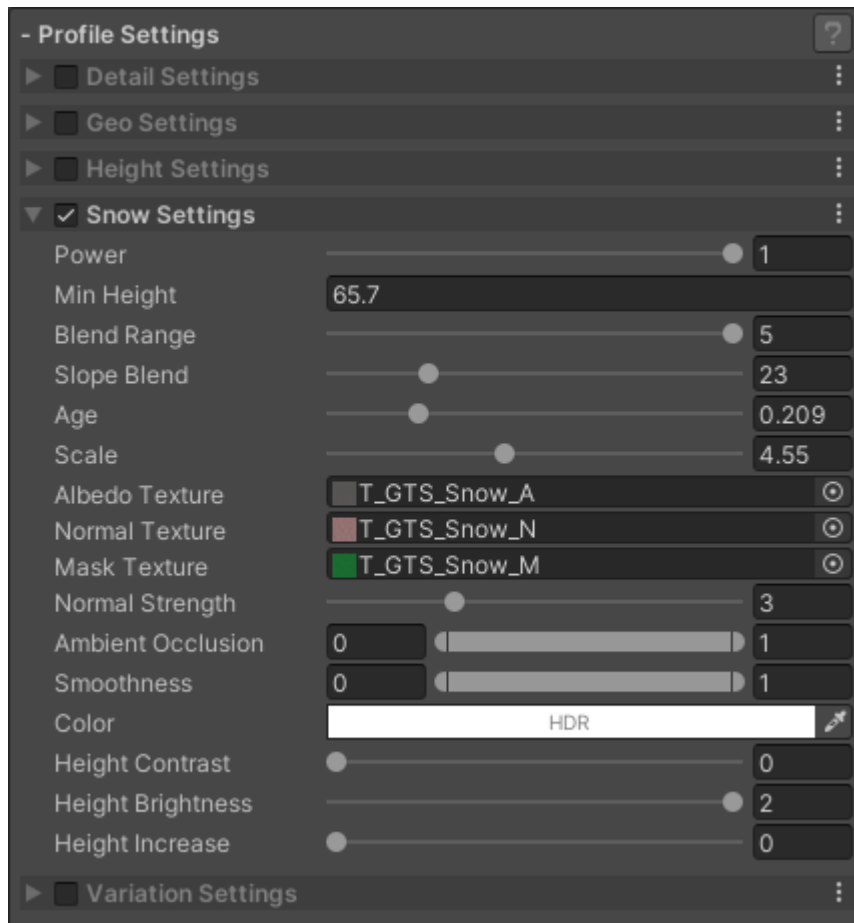 - Profile Settings ?
Detail Settings
Geo Settings
Height Settings
Snow Settings
Power 1
Min Height 65.7
Blend Range 5
Slope Blend 23
Age 0.209
Scale 4.55
Albedo Texture T_GTS_Snow_A
Normal Texture T_GTS_Snow_N
Mask Texture T_GTS_Snow_M
Normal Strength 3
Ambient Occlusion 0 1
Smoothness 0 1
Color HDR
Height Contrast 0
Height Brightness 2
Height Increase 0
Variation Settings